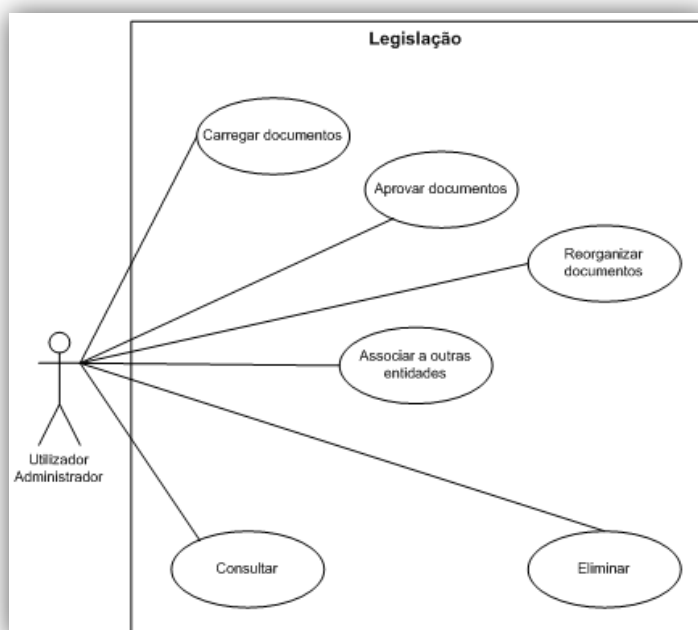 Legislação
Carregar documentos
Aprovar documentos
Reorganizar
documentos
Associar a outras
entidades
Utilizador
Administrador
Consultar
Eliminar